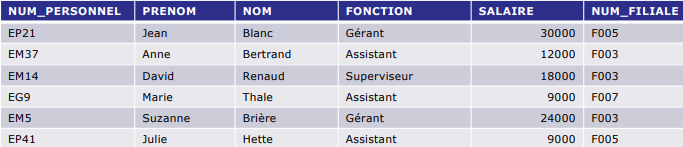 NUM_PERSONNEL PRENOM NOM FONCTION SALAIRE NUM_FILIALE
EP21 Jean Blanc Gérant 30000 F005
EM37 Anne Bertrand Assistant 12000 F003
EM14 David Renaud Superviseur 18000 F003
EG9 Marie Thale Assistant 9000 F007
EM5 Suzanne Brière Gérant 24000 F003
EP41 Julie Hette Assistant 9000 F005